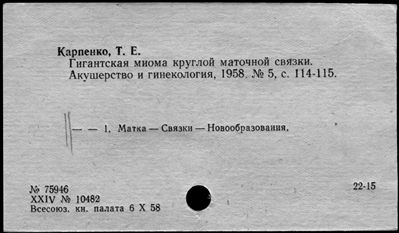 Карпенко, Т. Е.
Гигантская миома круглой маточной связки.
Акушерство и гинекология, 1958. № 5, с. 114-115.
— — 1. Матка — Связки — Новообразования.
№ 75946
22-15
XXIV № 10482
Всесоюз. кн. палата 6 X 58